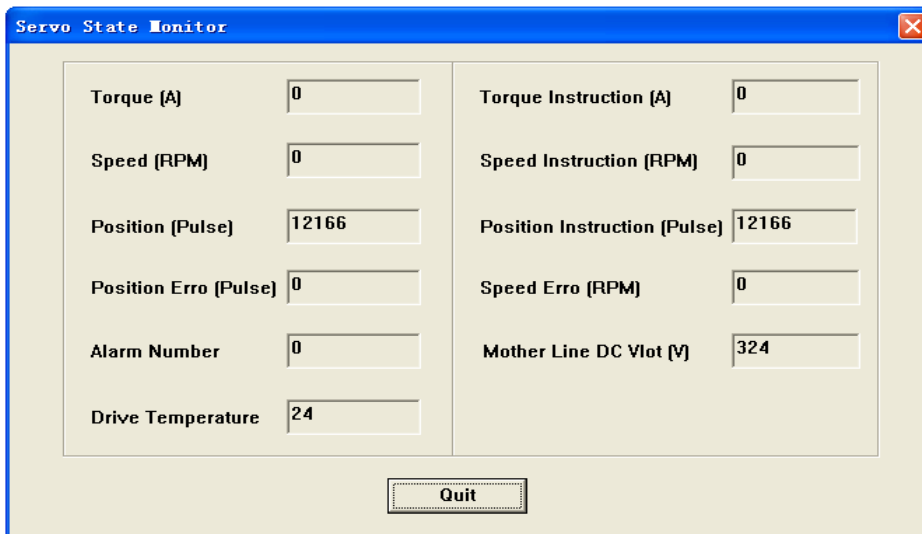 Servo State Monitor
Torque (A) 0 Torque Instruction (A) 0
Speed (RPM) 0 Speed Instruction (RPM) 0
Position (Pulse) 12166 Position Instruction (Pulse) 12166
Position Erro (Pulse) 0 Speed Erro (RPM) 0
Alarm Number 0 Mother Line DC Vlot (V) 324
Drive Temperature 24
Quit